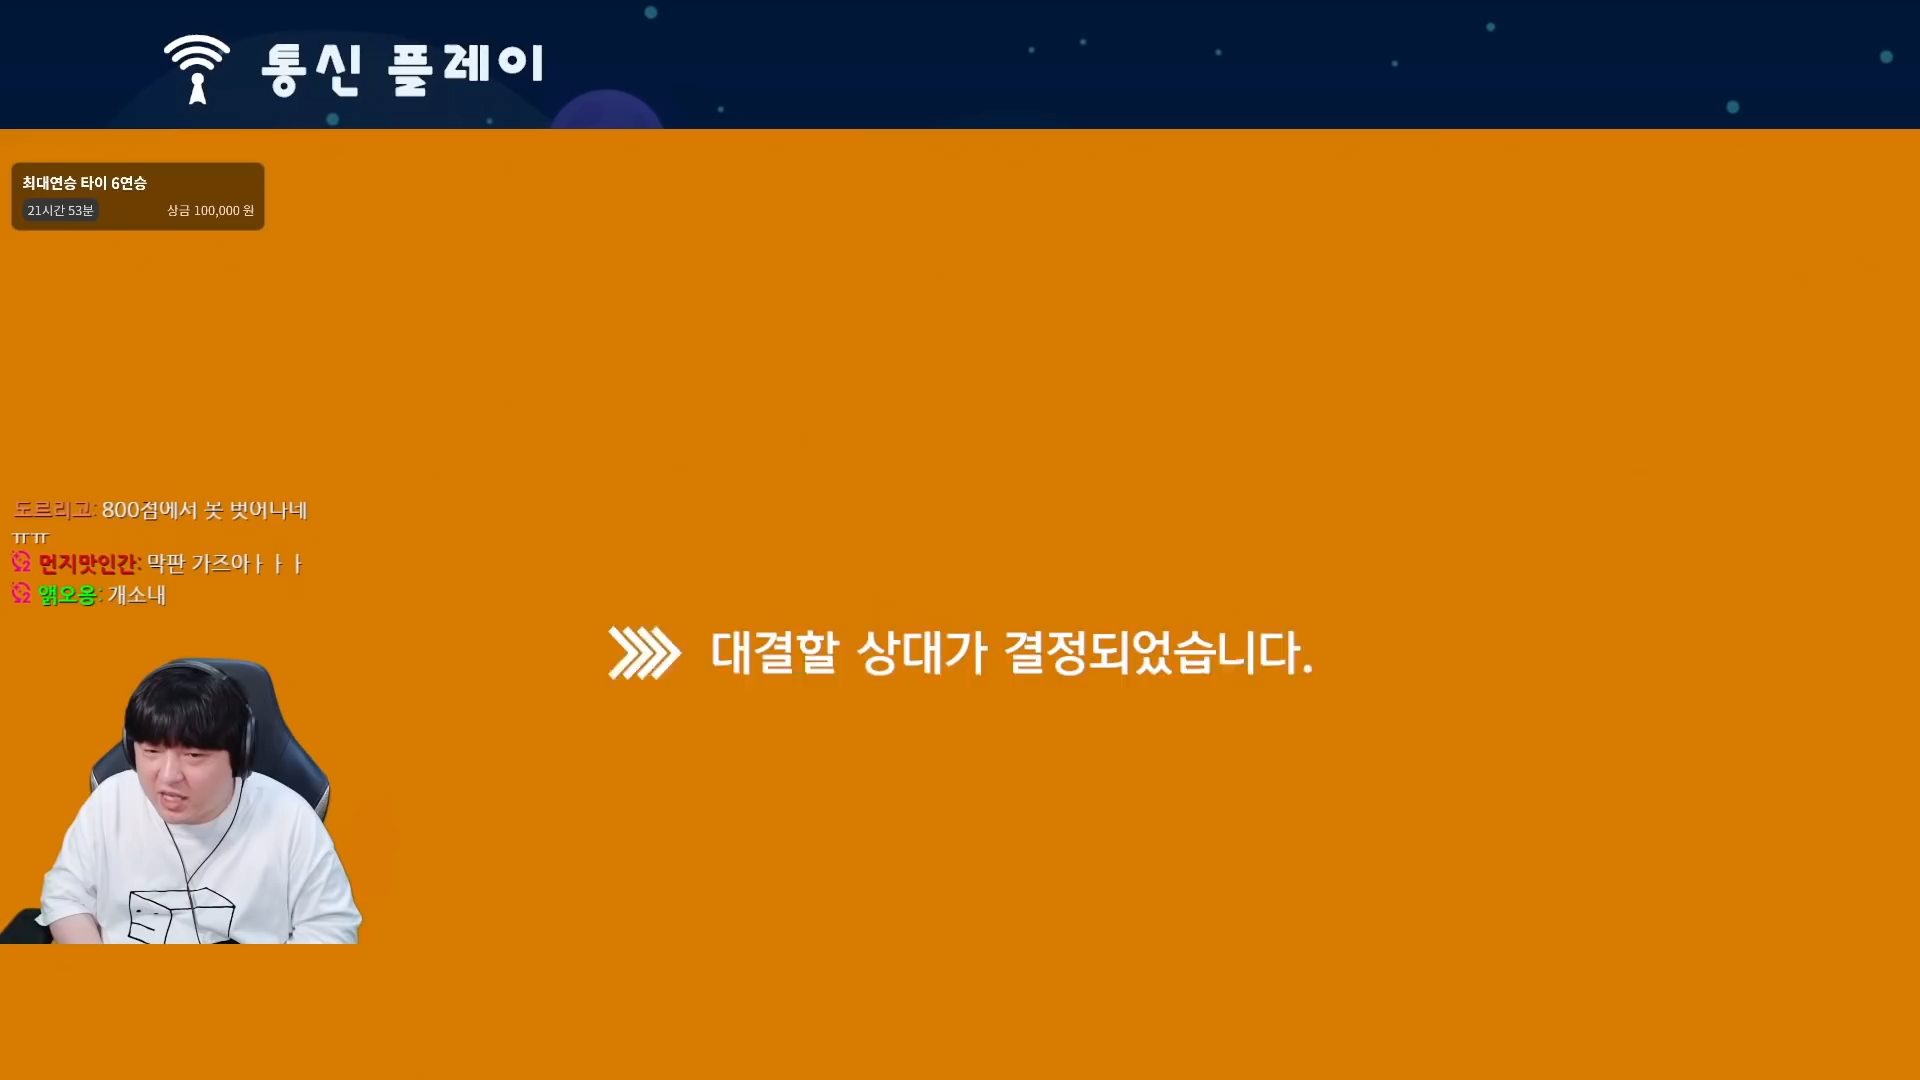 통신 플레이
최대연승 타이 6연승
21시간 53분
상금 100,000 원
도르리고: 800점에서 못 벗어나네
ㅠㅠ
먼지맛인간: 막판 가즈아ㅏㅏㅏ
앩오옹: 개소내
대결할 상대가 결정되었습니다.